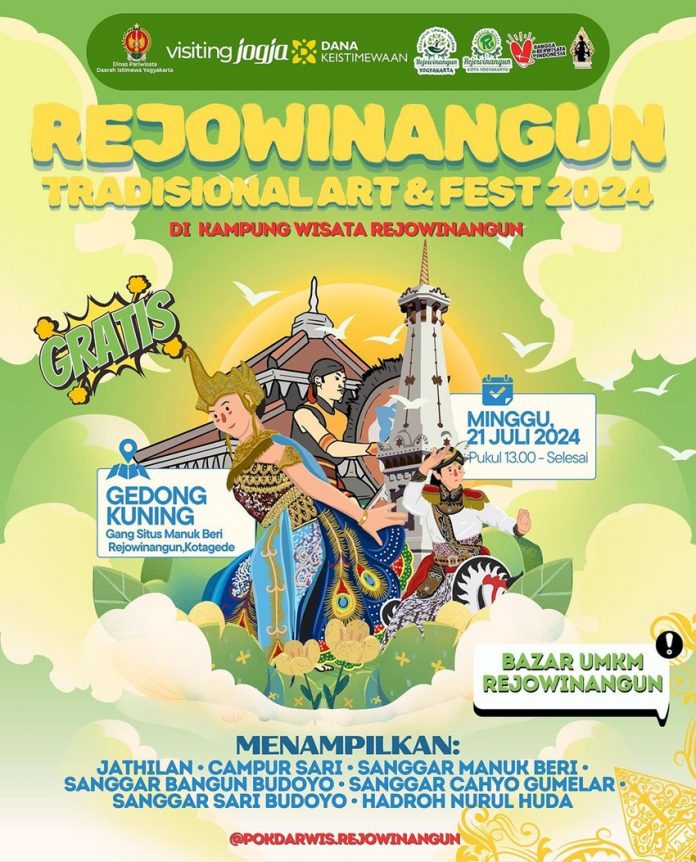 Dinas Pariwisata
Daerah Istimewa Yogyakarta
visiting jogja
DANA
KEISTIMEWAAN
Rejowinangun
YOGYAKARTA
Rejowinangun
KOTA YOGYAKARTA
SANGGA
BERWISATA
INDONESIA
REJOWINANGUN
TRADISIONAL ART & FEST 2024
DI KAMPUNG WISATA REJOWINANGUN
GRATIS
MINGGU,
21 JULI 2024
Pukul 13.00 - Selesai
GEDONG
KUNING
Gang Situs Manuk Beri
Rejowinangun,Kotagede
BAZAR UMKM
REJOWINANGUN
MENAMPILKAN:
JATHILAN • CAMPUR SARI • SANGGAR MANUK BERI •
SANGGAR BANGUN BUDOYO • SANGGAR CAHYO GUMELAR •
SANGGAR SARI BUDOYO • HADROH NURUL HUDA
@POKDARWIS.REJOWINANGUN